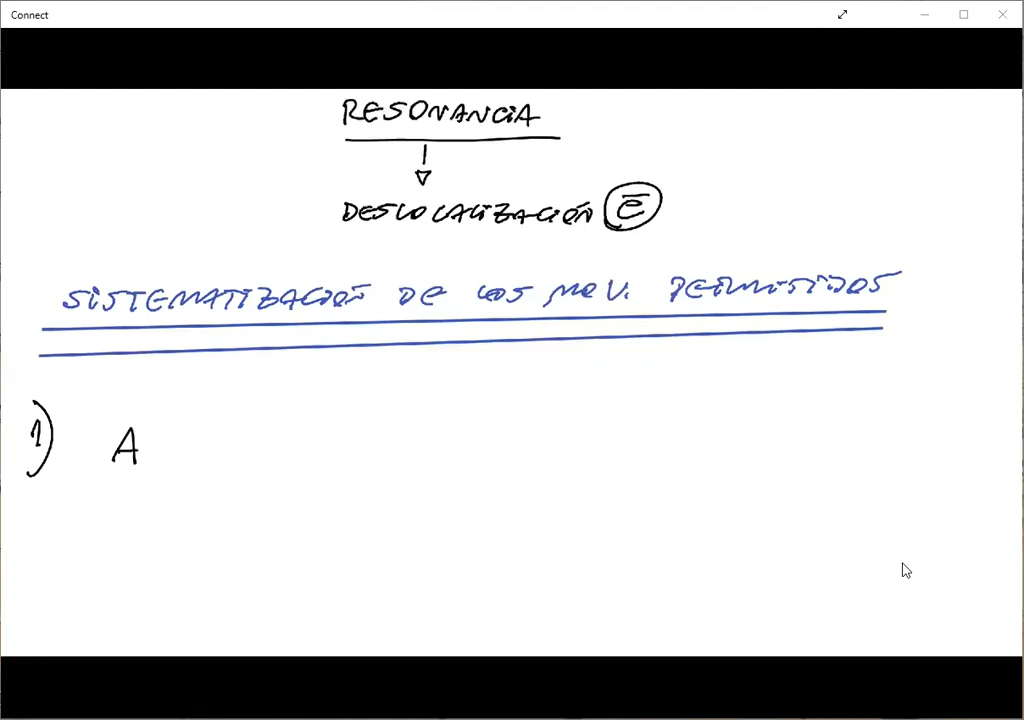 Connect
RESONANCIA
DESLOCALIZACIÓN ē
SISTEMATIZACIÓN DE LOS MOV. PERMITIDOS
1) A